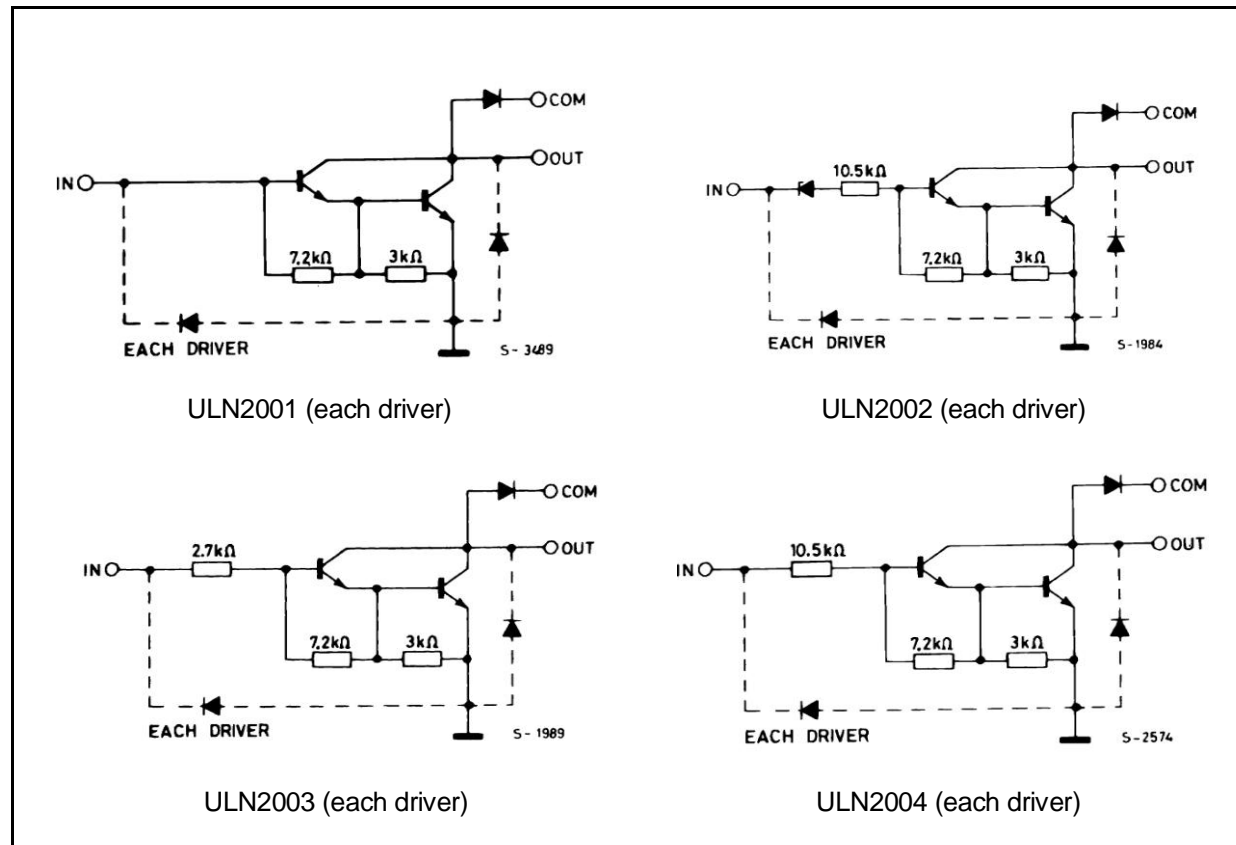 COM
OUT
IN
7.2kΩ
3kΩ
EACH DRIVER
S-3489
ULN2001 (each driver)
COM
OUT
IN
10.5kΩ
7.2kΩ
3kΩ
EACH DRIVER
S-1984
ULN2002 (each driver)
COM
OUT
IN
2.7kΩ
7.2kΩ
3kΩ
EACH DRIVER
S-1989
ULN2003 (each driver)
COM
OUT
IN
10.5kΩ
7.2kΩ
3kΩ
EACH DRIVER
S-2574
ULN2004 (each driver)